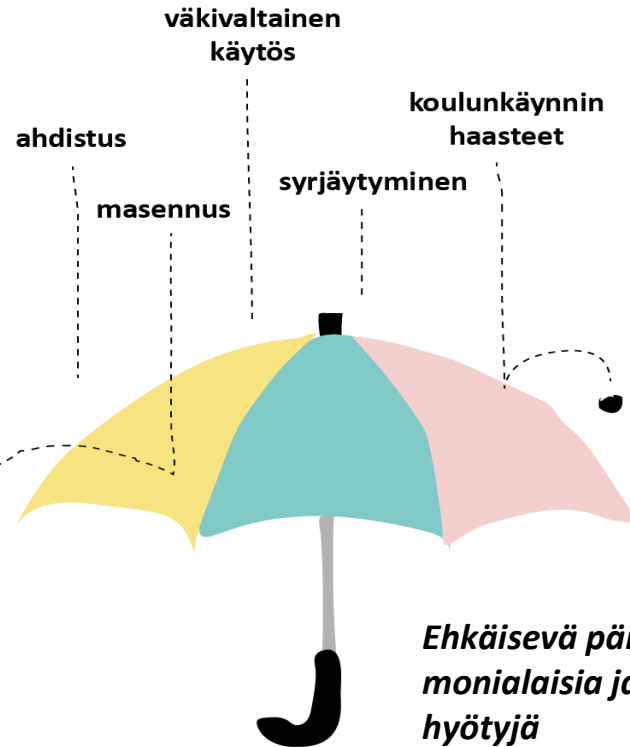 väkivaltainen
käytös
koulunkäynnin
haasteet
ahdistus
syrjäytyminen
masennus
Ehkäisevä
monialaisia
hyötyjä